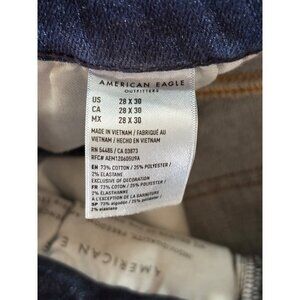 AMERICAN EAGLE
OUTFITTERS
US 28 X 30
CA 28 X 30
MX 28 X 30
MADE IN VIETNAM / FABRIQUÉ AU
VIETNAM / HECHO EN VIETNAM
RN 54485 / CA 03873
EN 73% COTTON / 25% POLYESTER /
2% ELASTANE
EXCLUSIVE OF DECORATION
FR 73% COTON / 25% POLYESTER /
2% ÉLASTHANNE
À L'EXCEPTION DE LA GARNITURE
SP 73% algodón / 25% poliéster /
2% elastano
AMERICAN E